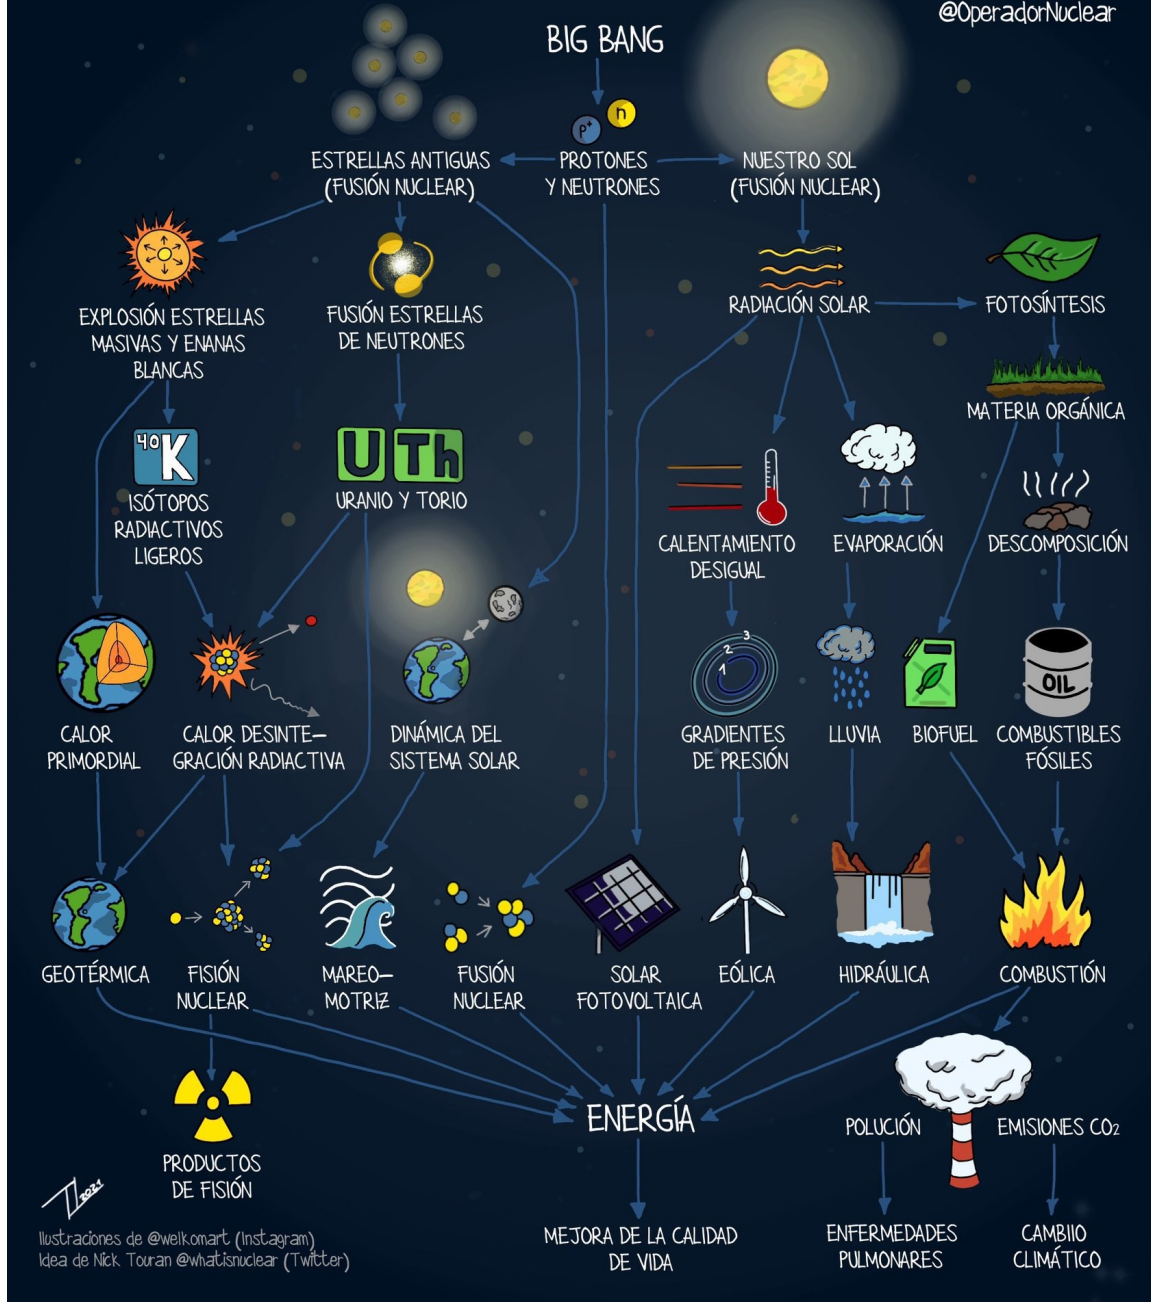 @OperadorNuclear
BIG BANG
p+
n
ESTRELLAS ANTIGUAS
(FUSIÓN NUCLEAR)
PROTONES
Y NEUTRONES
NUESTRO SOL
(FUSIÓN NUCLEAR)
EXPLOSIÓN ESTRELLAS
MASIVAS Y ENANAS
BLANCAS
FUSIÓN ESTRELLAS
DE NEUTRONES
RADIACIÓN SOLAR
FOTOSÍNTESIS
MATERIA ORGÁNICA
40K
ISÓTOPOS
RADIACTIVOS
LIGEROS
U Th
URANIO Y TORIO
CALENTAMIENTO
DESIGUAL
EVAPORACIÓN
DESCOMPOSICIÓN
1
2
3
OIL
CALOR
PRIMORDIAL
CALOR DESINTE-
GRACIÓN RADIACTIVA
DINÁMICA DEL
SISTEMA SOLAR
GRADIENTES
DE PRESIÓN
LLUVIA
BIOFUEL
COMBUSTIBLES
FÓSILES
GEOTÉRMICA
FISIÓN
NUCLEAR
MAREO-
MOTRIZ
FUSIÓN
NUCLEAR
SOLAR
FOTOVOLTAICA
EÓLICA
HIDRÁULICA
COMBUSTIÓN
ENERGÍA
POLUCIÓN
EMISIONES CO2
PRODUCTOS
DE FISIÓN
MEJORA DE LA CALIDAD
DE VIDA
ENFERMEDADES
PULMONARES
CAMBIIO
CLIMÁTICO
2021
Ilustraciones de @welkomart (Instagram)
Idea de Nick Touran @whatisnuclear (Twitter)